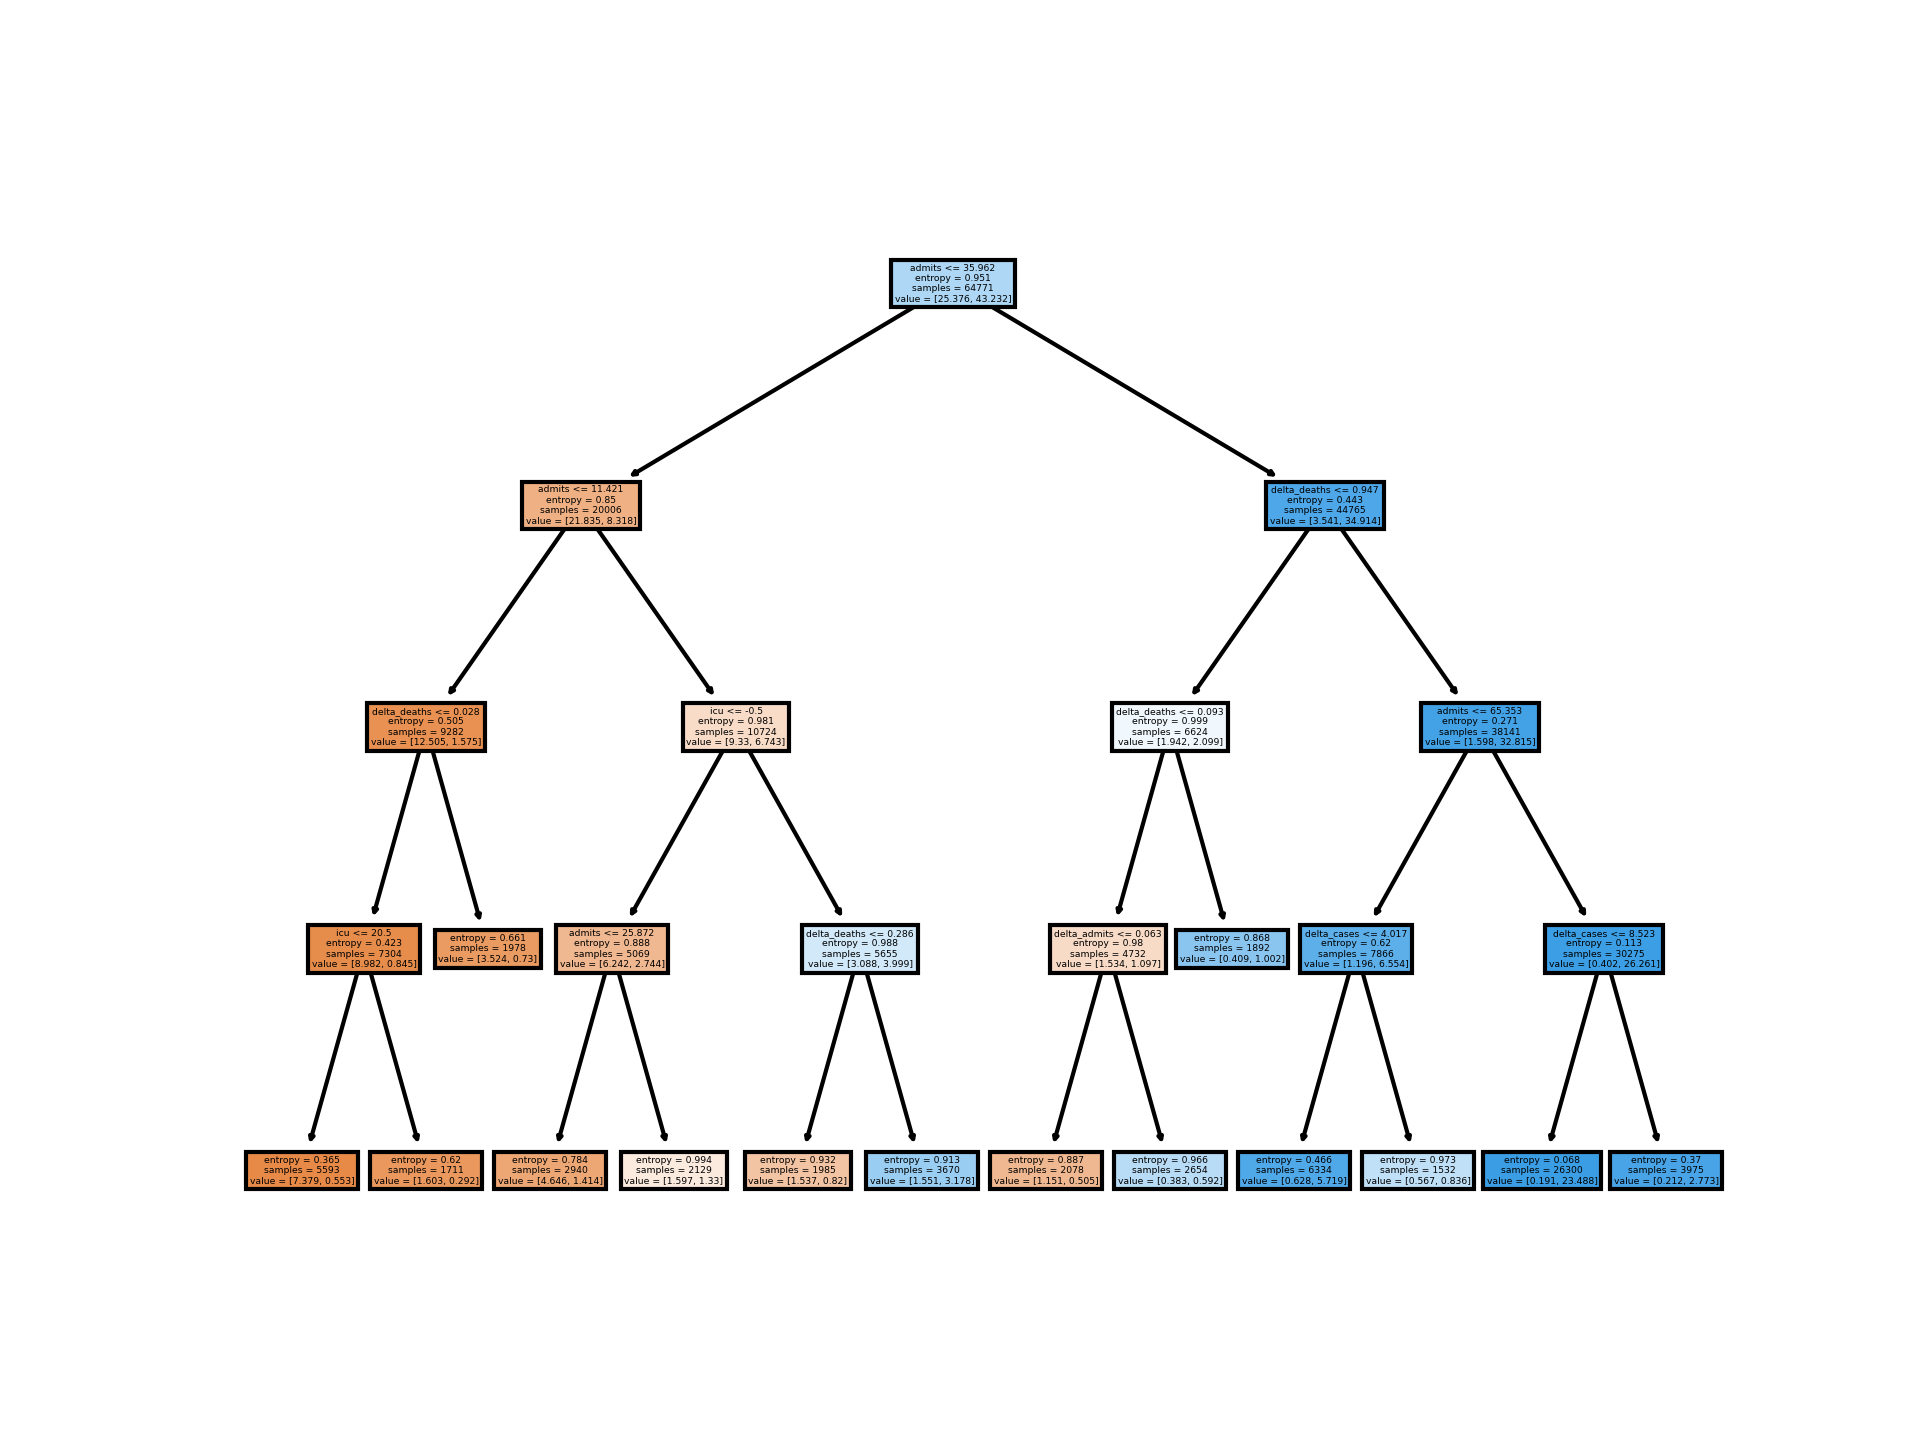 admits <= 35.962
entropy = 0.951
samples = 64771
value = [25.376, 43.232]
admits <= 11.421
entropy = 0.85
samples = 20006
value = [21.835, 8.318]
delta_deaths <= 0.947
entropy = 0.443
samples = 44765
value = [3.541, 34.914]
delta_deaths <= 0.028
entropy = 0.505
samples = 9282
value = [12.505, 1.575]
icu <= -0.5
entropy = 0.981
samples = 10724
value = [9.33, 6.743]
delta_deaths <= 0.093
entropy = 0.999
samples = 6624
value = [1.942, 2.099]
admits <= 65.353
entropy = 0.271
samples = 38141
value = [1.598, 32.815]
icu <= 20.5
entropy = 0.423
samples = 7304
value = [8.982, 0.845]
entropy = 0.661
samples = 1978
value = [3.524, 0.73]
admits <= 25.872
entropy = 0.888
samples = 5069
value = [6.242, 2.744]
delta_deaths <= 0.286
entropy = 0.988
samples = 5655
value = [3.088, 3.999]
delta_admits <= 0.063
entropy = 0.98
samples = 4732
value = [1.534, 1.097]
entropy = 0.868
samples = 1892
value = [0.409, 1.002]
delta_cases <= 4.017
entropy = 0.62
samples = 7866
value = [1.196, 6.554]
delta_cases <= 8.523
entropy = 0.113
samples = 30275
value = [0.402, 26.261]
entropy = 0.365
samples = 5593
value = [7.379, 0.553]
entropy = 0.62
samples = 1711
value = [1.603, 0.292]
entropy = 0.784
samples = 2940
value = [4.646, 1.414]
entropy = 0.994
samples = 2129
value = [1.597, 1.33]
entropy = 0.932
samples = 1985
value = [1.537, 0.82]
entropy = 0.913
samples = 3670
value = [1.551, 3.178]
entropy = 0.887
samples = 2078
value = [1.151, 0.505]
entropy = 0.966
samples = 2654
value = [0.383, 0.592]
entropy = 0.466
samples = 6334
value = [0.628, 5.719]
entropy = 0.973
samples = 1532
value = [0.567, 0.836]
entropy = 0.068
samples = 26300
value = [0.191, 23.488]
entropy = 0.37
samples = 3975
value = [0.212, 2.773]